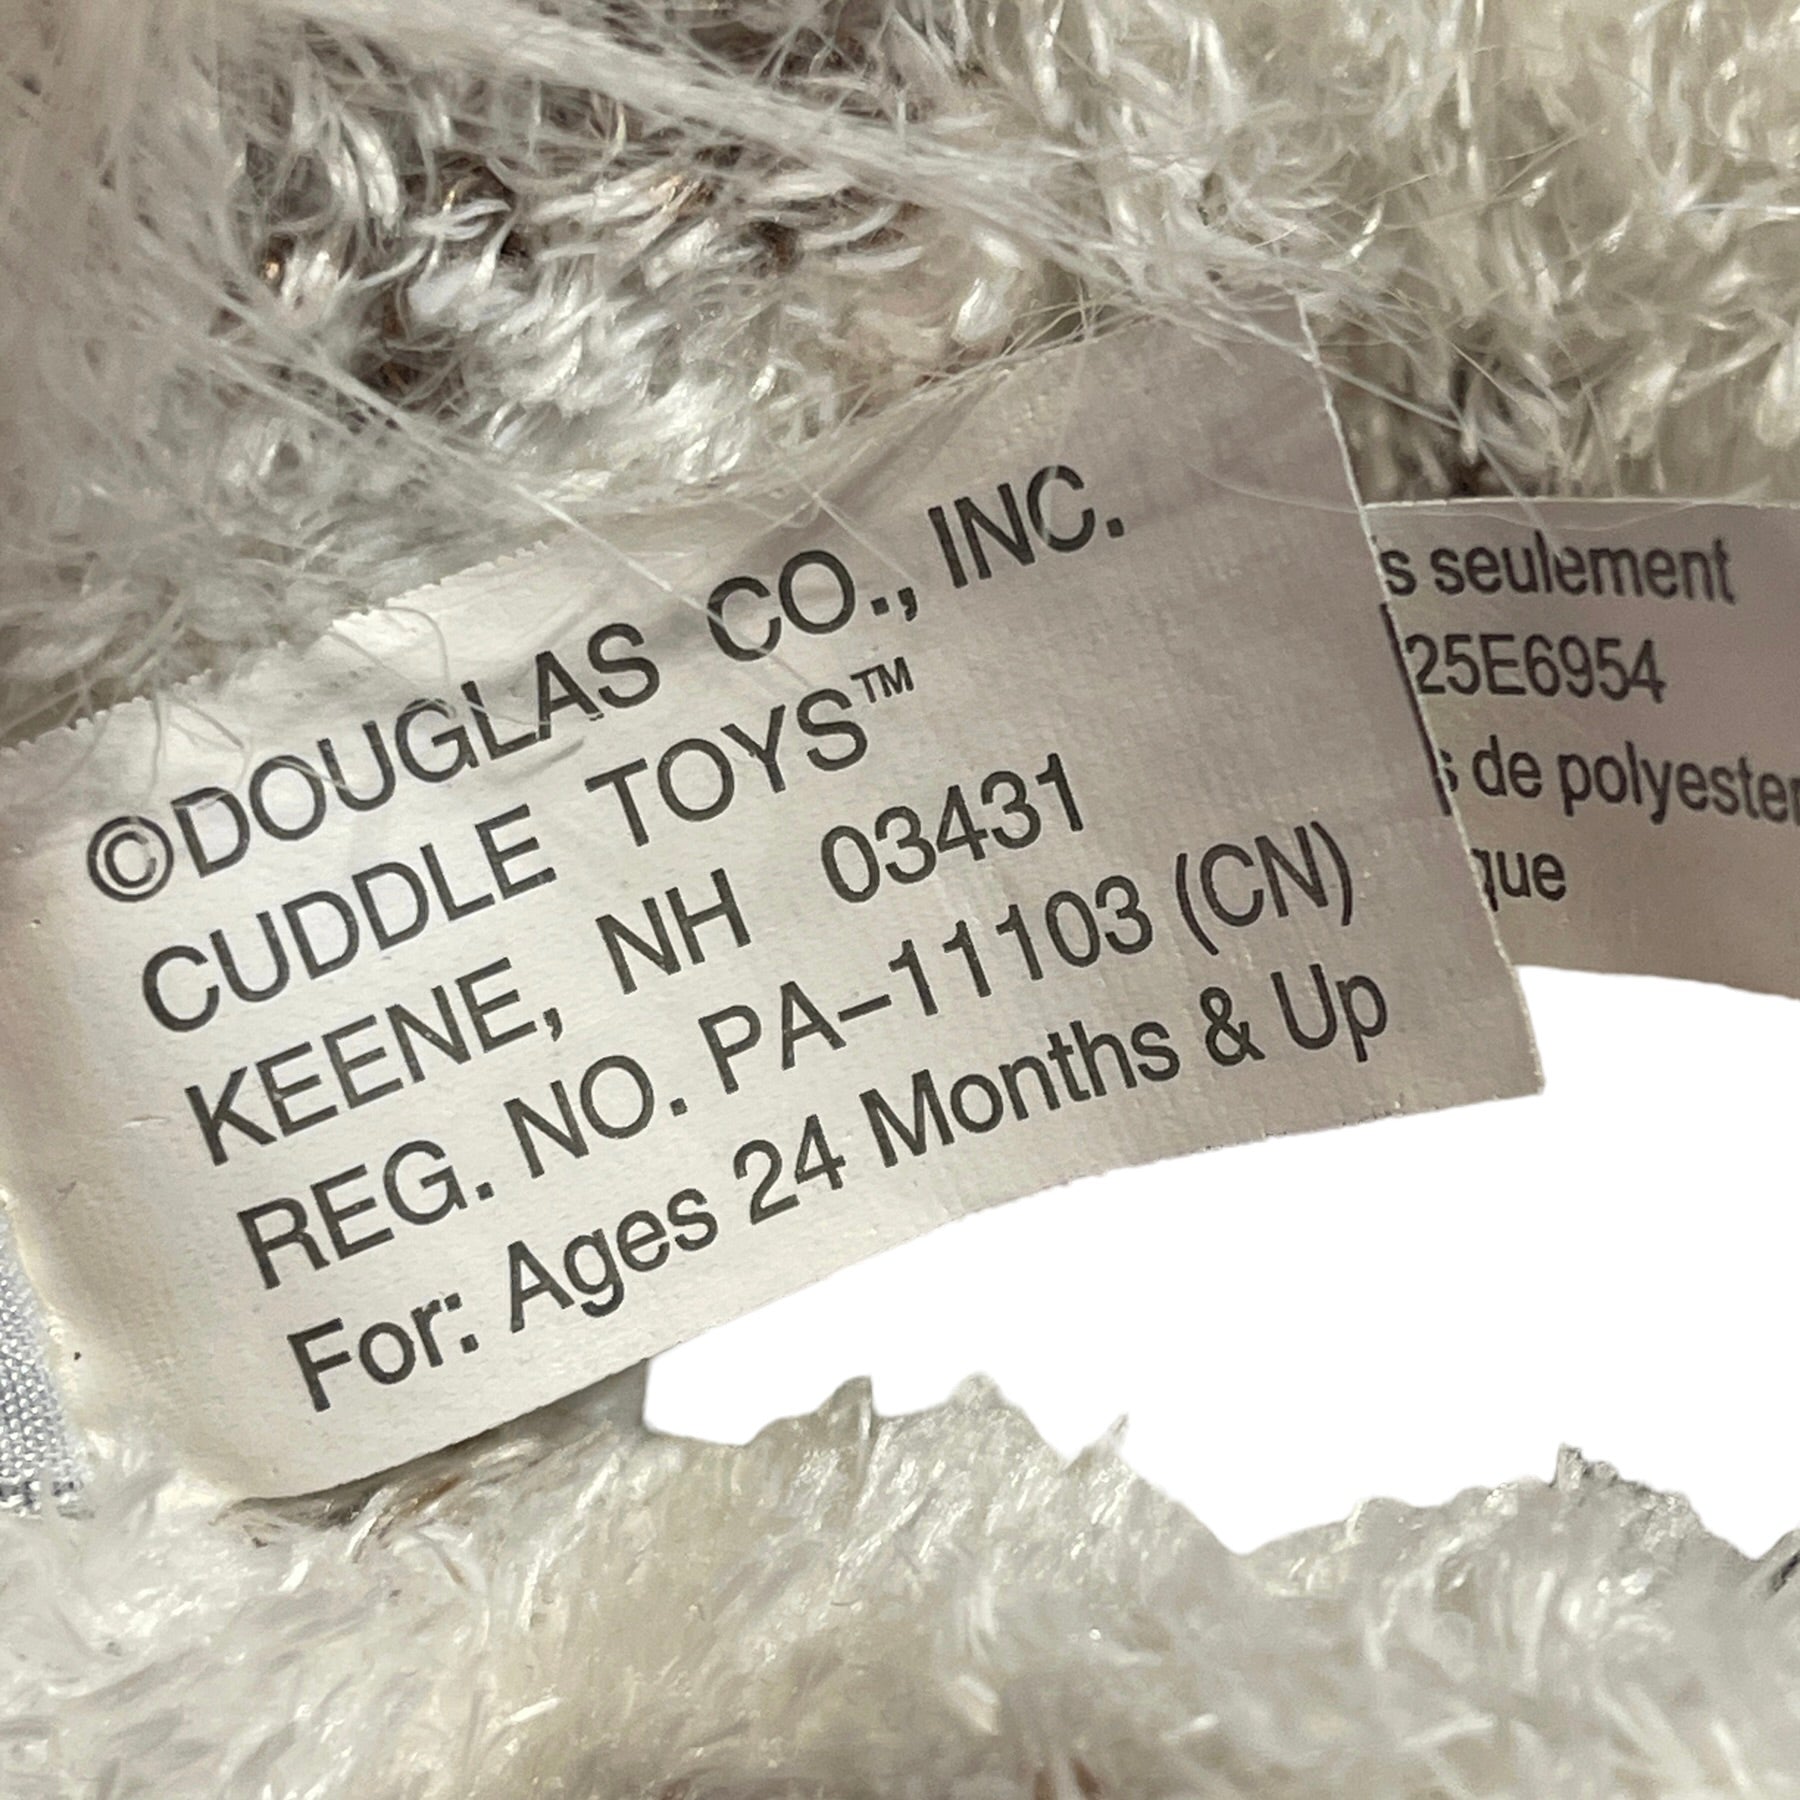 ©DOUGLAS CO., INC.
CUDDLE TOYS™
KEENE, NH 03431
REG. NO. PA–11103 (CN)
For: Ages 24 Months & Up
seulement
25E6954
de polyester